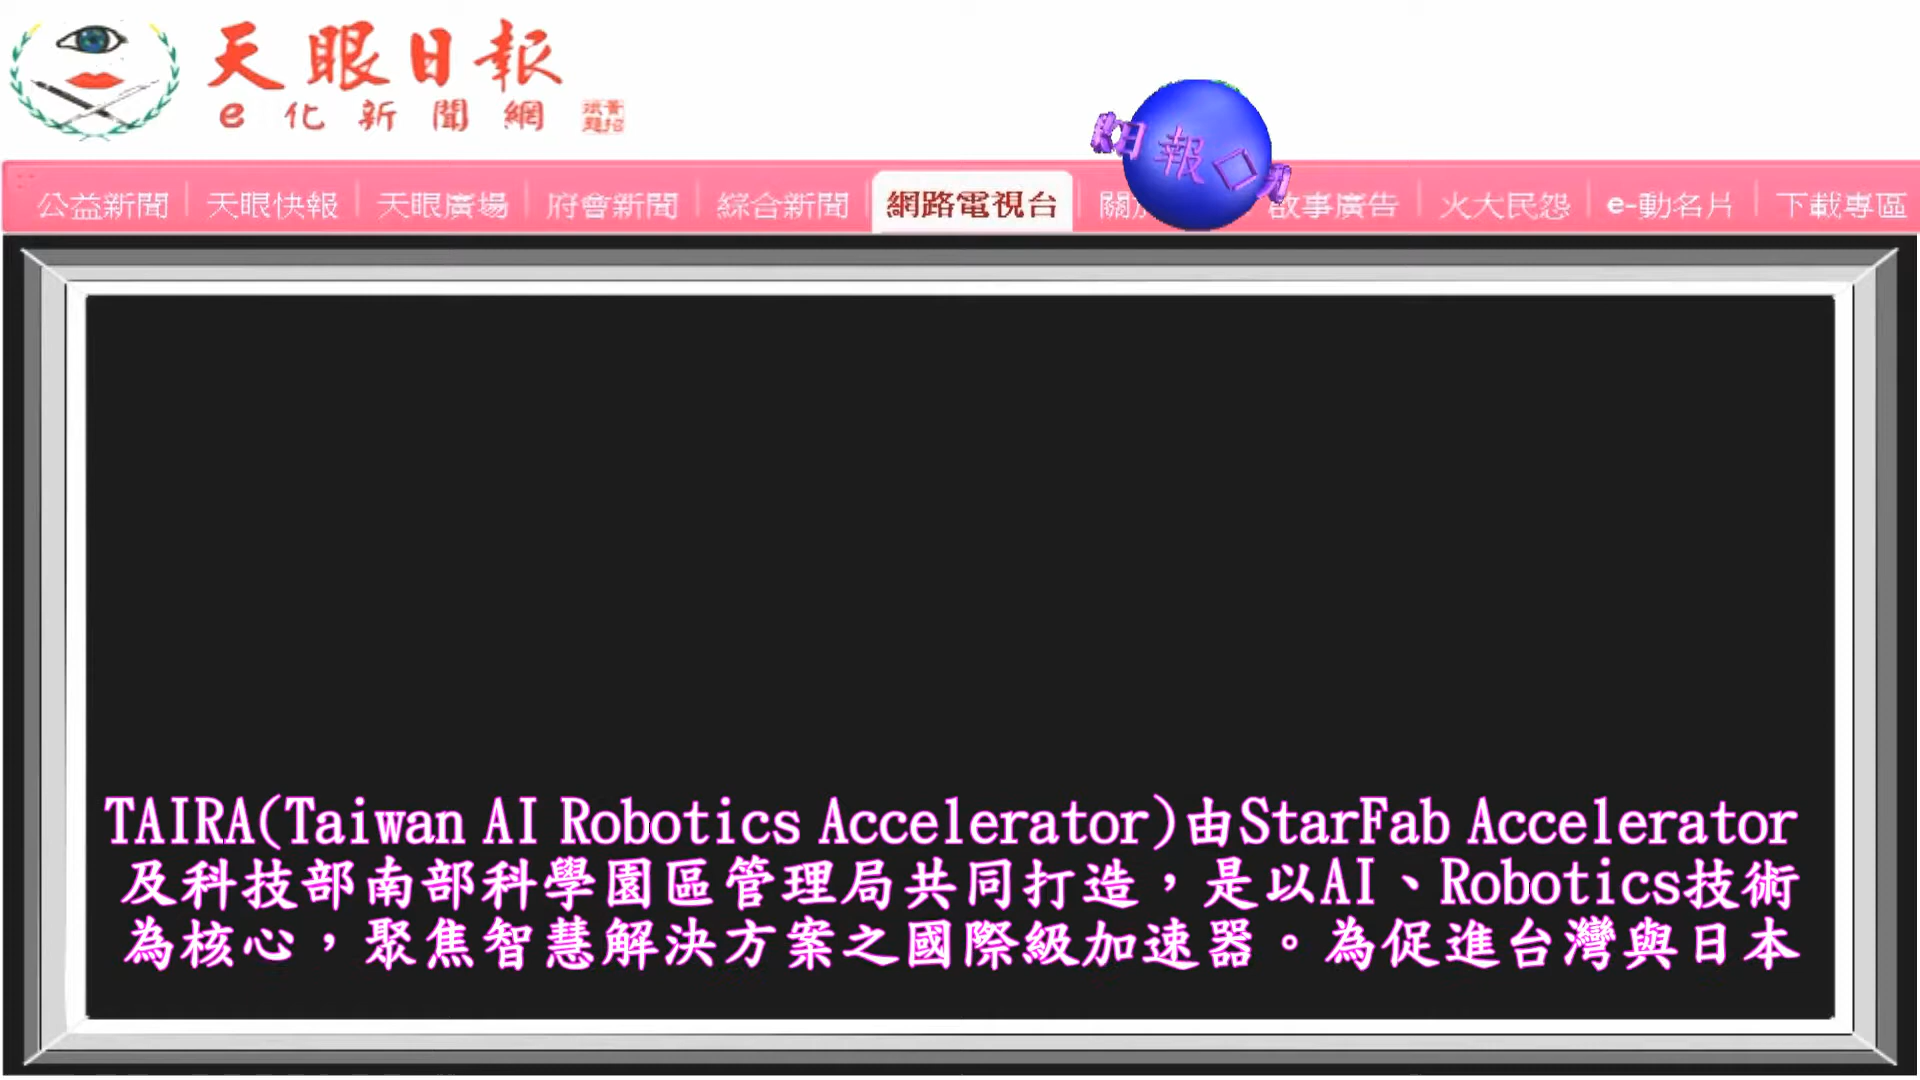 天眼日報
e化新聞網
公益新聞 天眼快報 天眼廣場 府會新聞 綜合新聞 網路電視台 關於 啟事廣告 火大民怨 e-動名片 下載專區
日報
TAIRA(Taiwan AI Robotics Accelerator)由StarFab Accelerator
及科技部南部科學園區管理局共同打造，是以AI、Robotics技術
為核心，聚焦智慧解決方案之國際級加速器。為促進台灣與日本